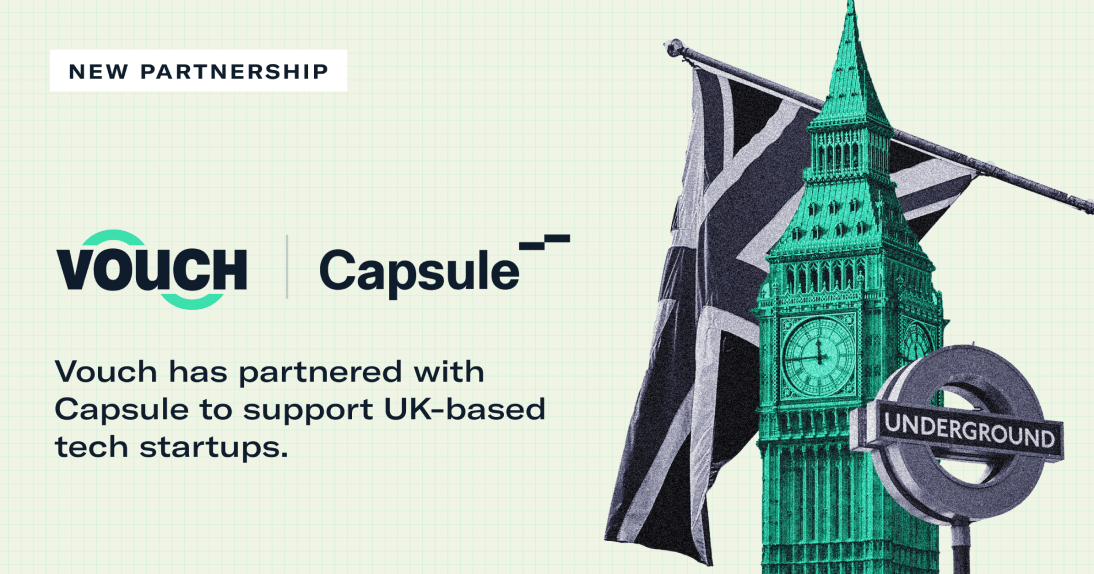 NEW PARTNERSHIP
VOUCH
Capsule
Vouch has partnered with
Capsule to support UK-based
tech startups.
UNDERGROUND